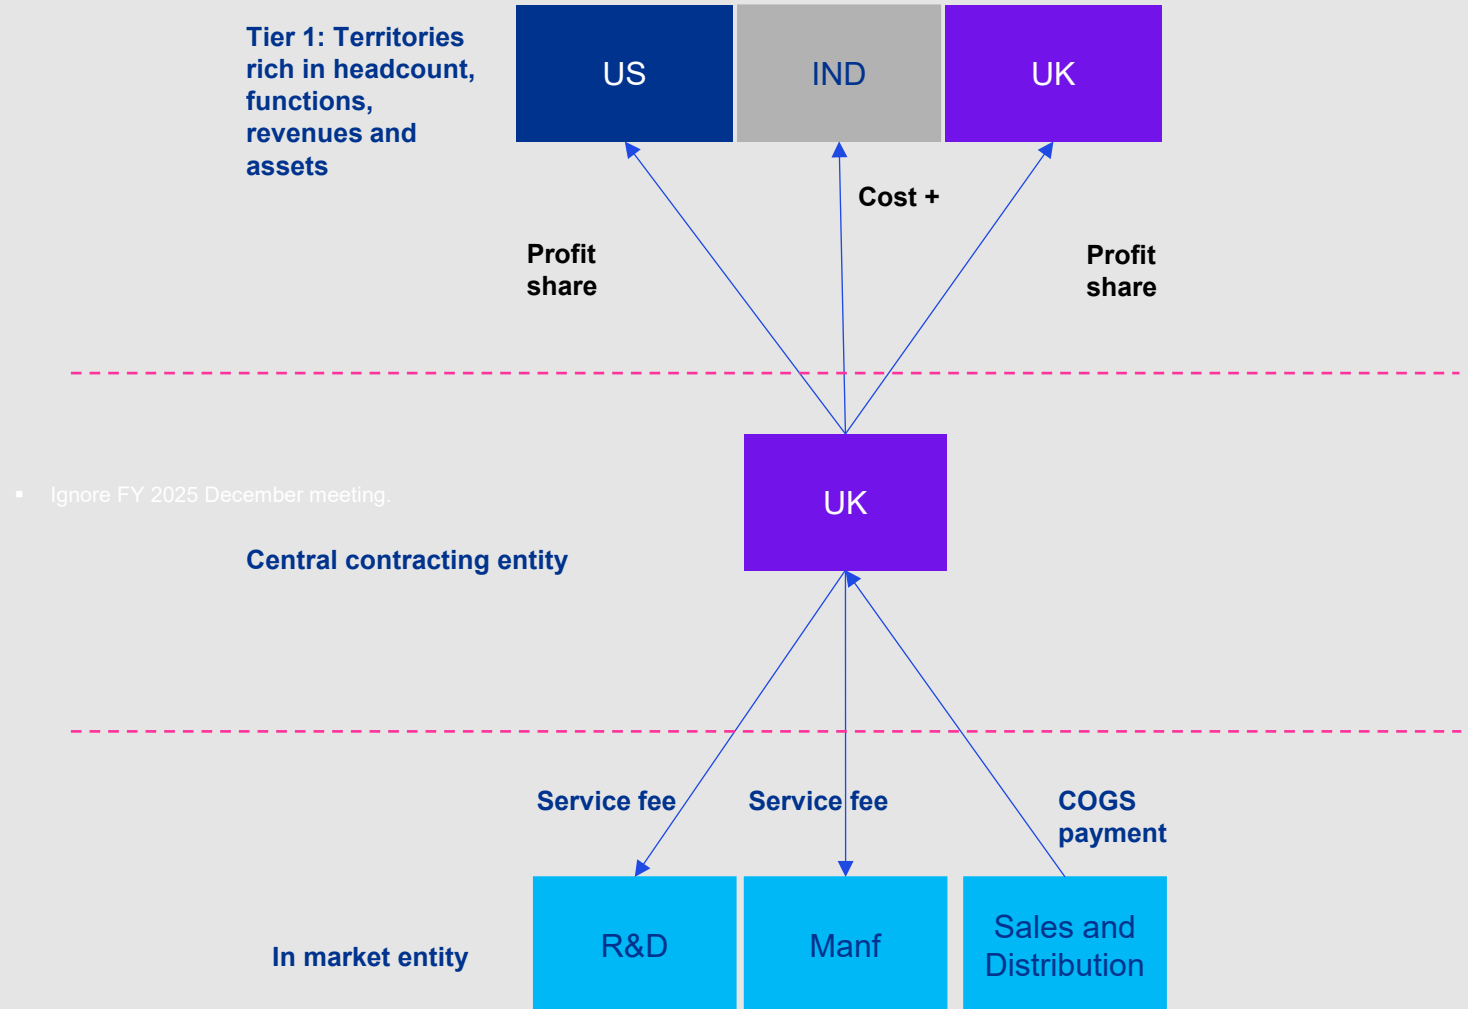 Tier 1: Territories
rich in headcount,
functions,
revenues and
assets
US
IND
UK
Cost +
Profit
share
Profit
share
▪ Ignore FY 2025 December meeting.
UK
Central contracting entity
Service fee
Service fee
COGS
payment
In market entity
R&D
Manf
Sales and
Distribution